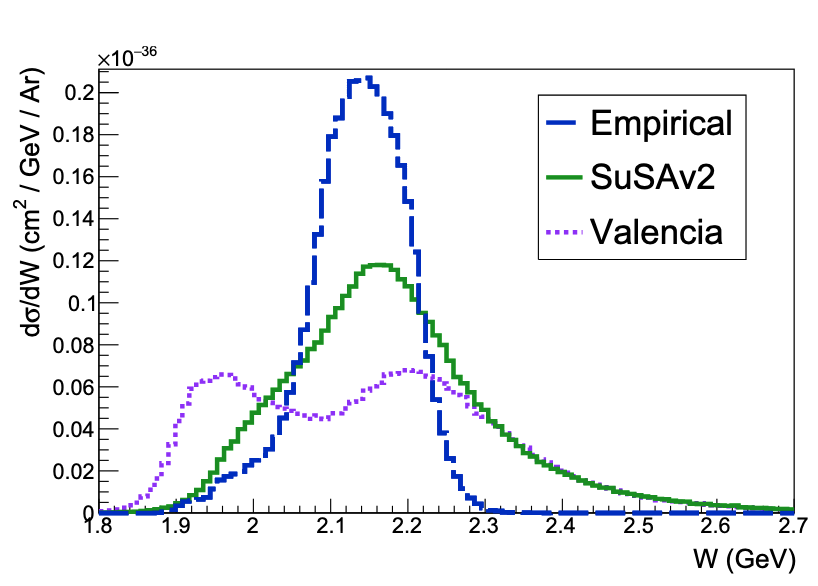 ×10⁻³⁶
dσ/dW (cm² / GeV / Ar)
0.2
0.18
0.16
0.14
0.12
0.1
0.08
0.06
0.04
0.02
0
Empirical
SuSAv2
Valencia
1.8 1.9 2 2.1 2.2 2.3 2.4 2.5 2.6 2.7
W (GeV)